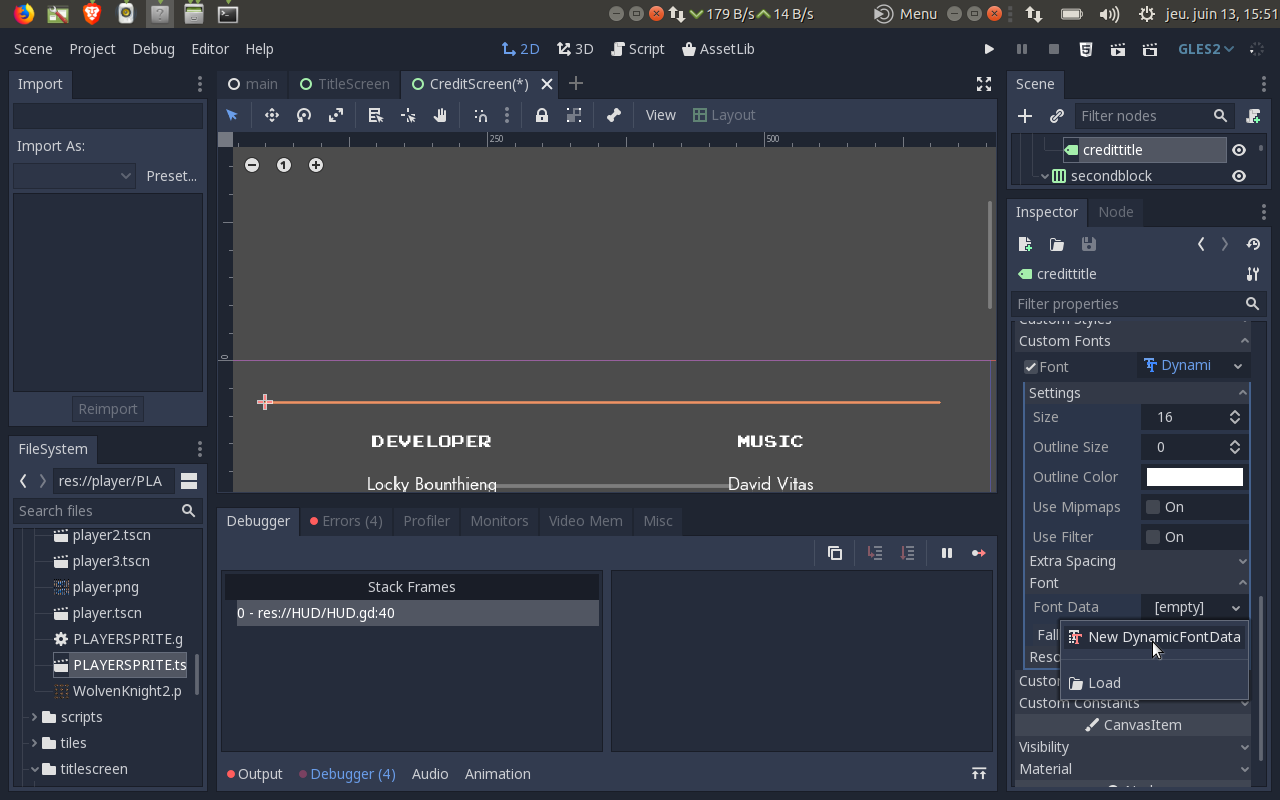 179 B/s 14 B/s Menu jeu. juin 13, 15:51
Scene Project Debug Editor Help 2D 3D Script AssetLib GLES2
Import
main TitleScreen CreditScreen(*)
Scene
View Layout
Filter nodes
Import As:
Preset...
250 500
1
credittitle
secondblock
Inspector Node
credittitle
Filter properties
Custom Styles
Custom Fonts
Font Dynami
Settings
Size 16
Outline Size 0
Outline Color
Use Mipmaps On
Use Filter On
Extra Spacing
Font
Font Data [empty]
Fall
New DynamicFontData
Resc
Custo
Load
Custom Constants
CanvasItem
Visibility
Material
0
DEVELOPER MUSIC
Locky Bounthieng David Vitas
Reimport
FileSystem
res://player/PLA
Search files
player2.tscn
player3.tscn
player.png
player.tscn
PLAYERSPRITE.g
PLAYERSPRITE.ts
WolvenKnight2.p
scripts
tiles
titlescreen
Debugger Errors (4) Profiler Monitors Video Mem Misc
Stack Frames
0 - res://HUD/HUD.gd:40
Output Debugger (4) Audio Animation